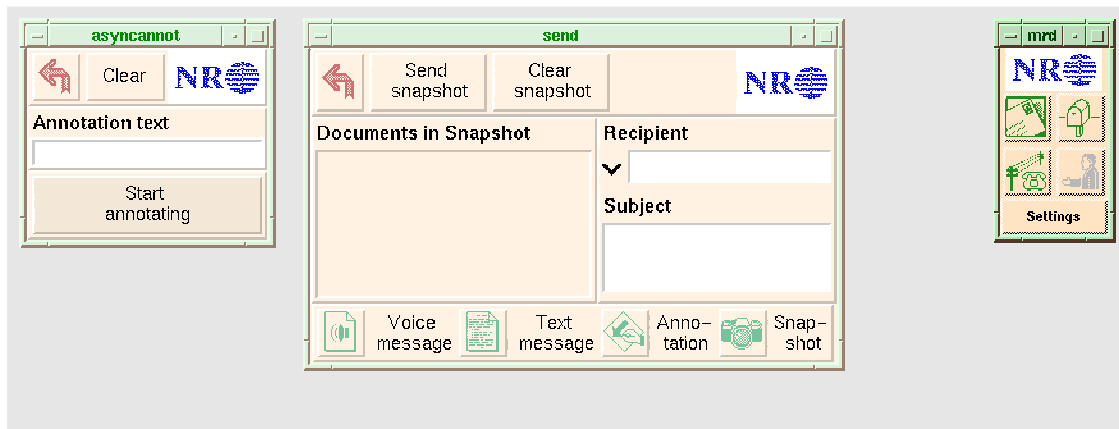 asyncannot
Clear
NR
Annotation text
Start
annotating
send
Send
snapshot
Clear
snapshot
NR
Documents in Snapshot
Recipient
Subject
Voice
message
Text
message
Anno-
tation
Snap-
shot
mrd
NR
Settings